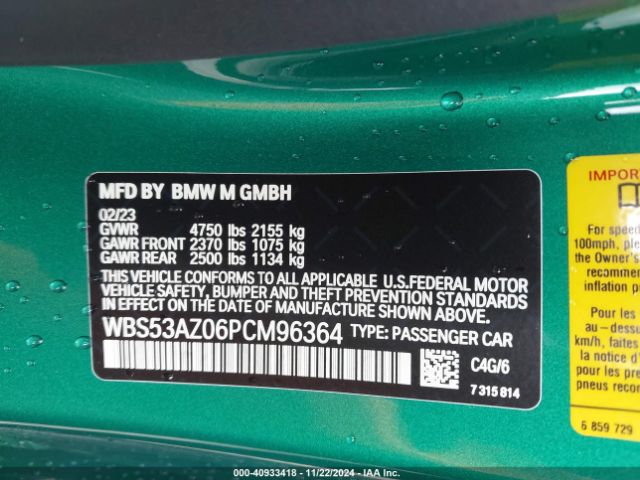 MFD BY BMW M GMBH
02/23
GVWR 4750 lbs 2155 kg
GAWR FRONT 2370 lbs 1075 kg
GAWR REAR 2500 lbs 1134 kg
THIS VEHICLE CONFORMS TO ALL APPLICABLE U.S.FEDERAL MOTOR
VEHICLE SAFETY, BUMPER AND THEFT PREVENTION STANDARDS
IN EFFECT ON THE DATE OF MANUFACTURE SHOWN ABOVE.
WBS53AZ06PCM96364 TYPE: PASSENGER CAR
C4G/6
7 315 814
For speed
100mph, ple
the Owner's
recommen
inflation p
Pour les
au-dessu
km/h, faites
la notice d'
pour les pre
pneus recom
6 859 729
000-40933418 - 11/22/2024 - IAA Inc.